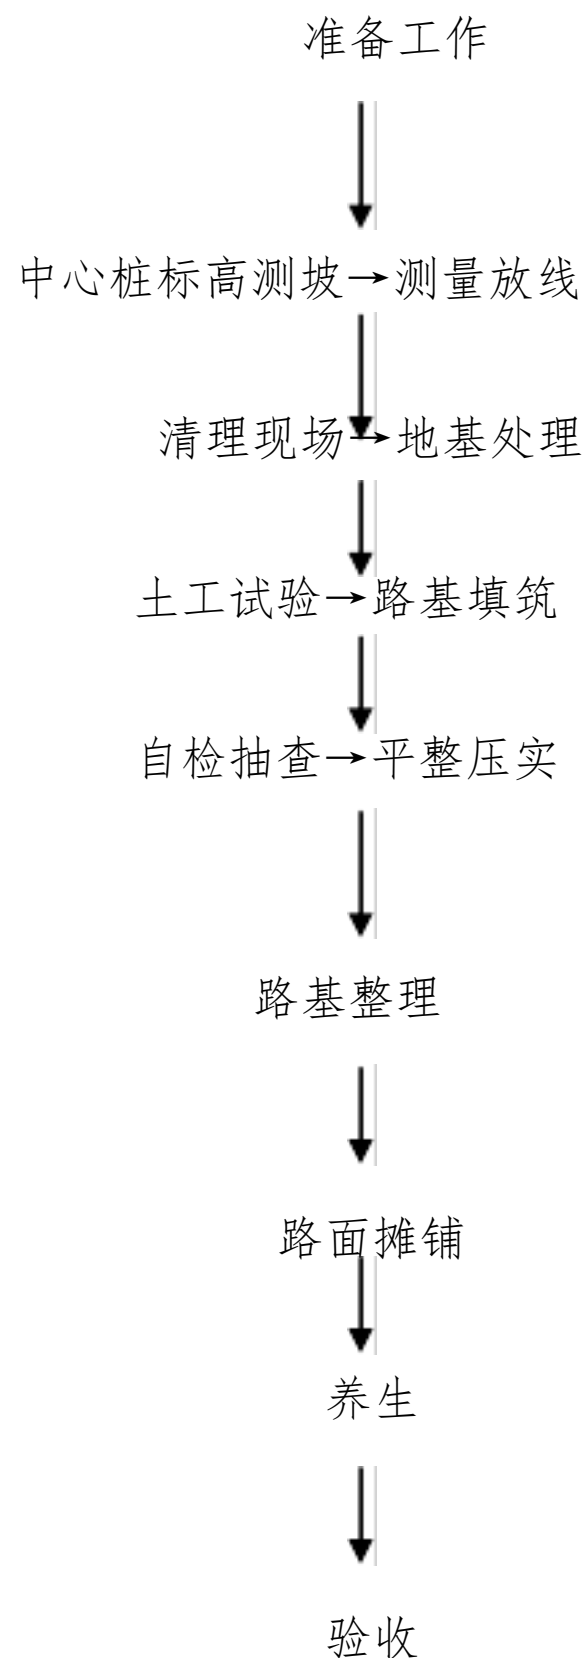 准备工作
中心桩标高测坡→测量放线
清理现场→地基处理
土工试验→路基填筑
自检抽查→平整压实
路基整理
路面摊铺
养生
验收